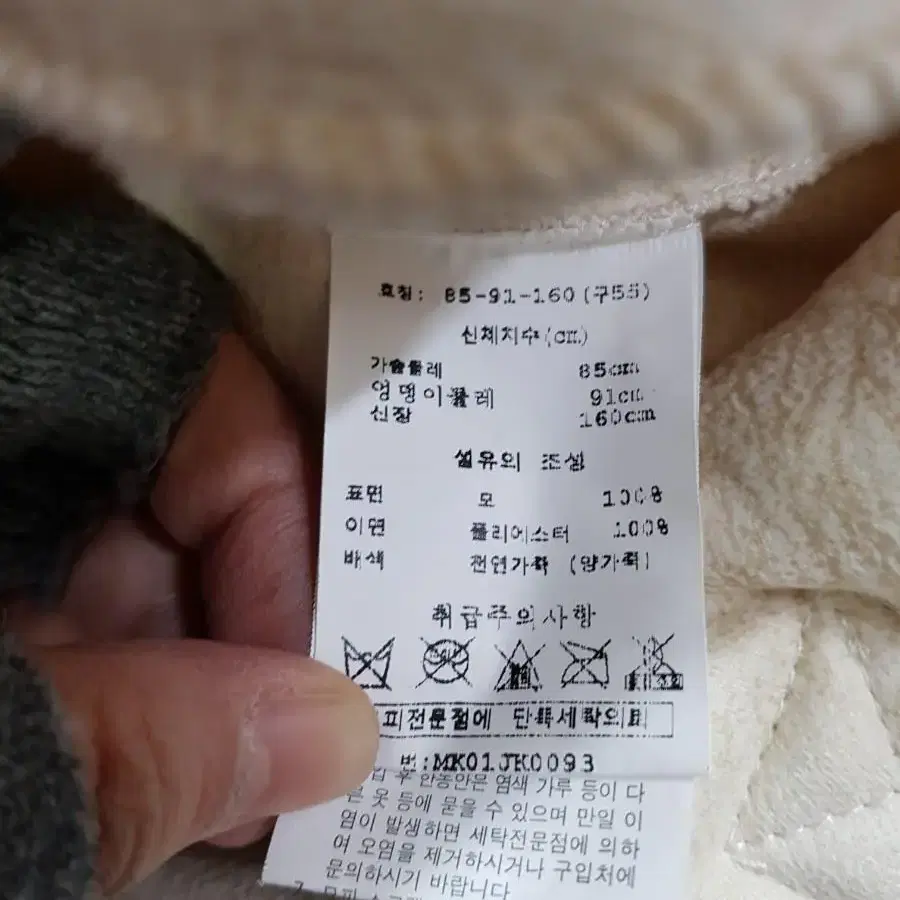 호칭: 85-91-160(구55)
신체치수(cm)
가슴둘레 85cm
엉덩이둘레 91cm
신장 160cm
섬유의 조성
표면 모 100%
이면 폴리에스터 100%
배색 천연가죽 (양가죽)
취급주의사항
피전문점에 단독세탁의뢰
번:MK01JK0093
후 한동안은 염색 가루 등이 다
른 옷 등에 묻을 수 있으며 만일 이
염이 발생하면 세탁전문점에 의하
여 오염을 제거하시거나 구입처에
문의하시기 바랍니다